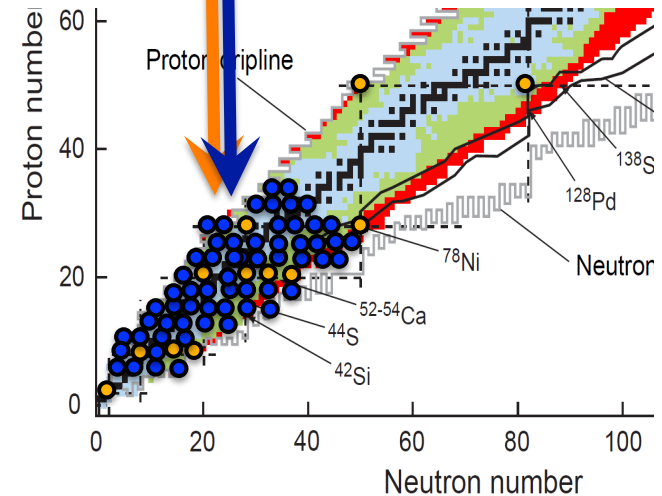 Proton number
60
40
20
0
Proton dripline
138S
128Pd
78Ni
Neutron
52-54Ca
44S
42Si
0 20 40 60 80 100
Neutron number